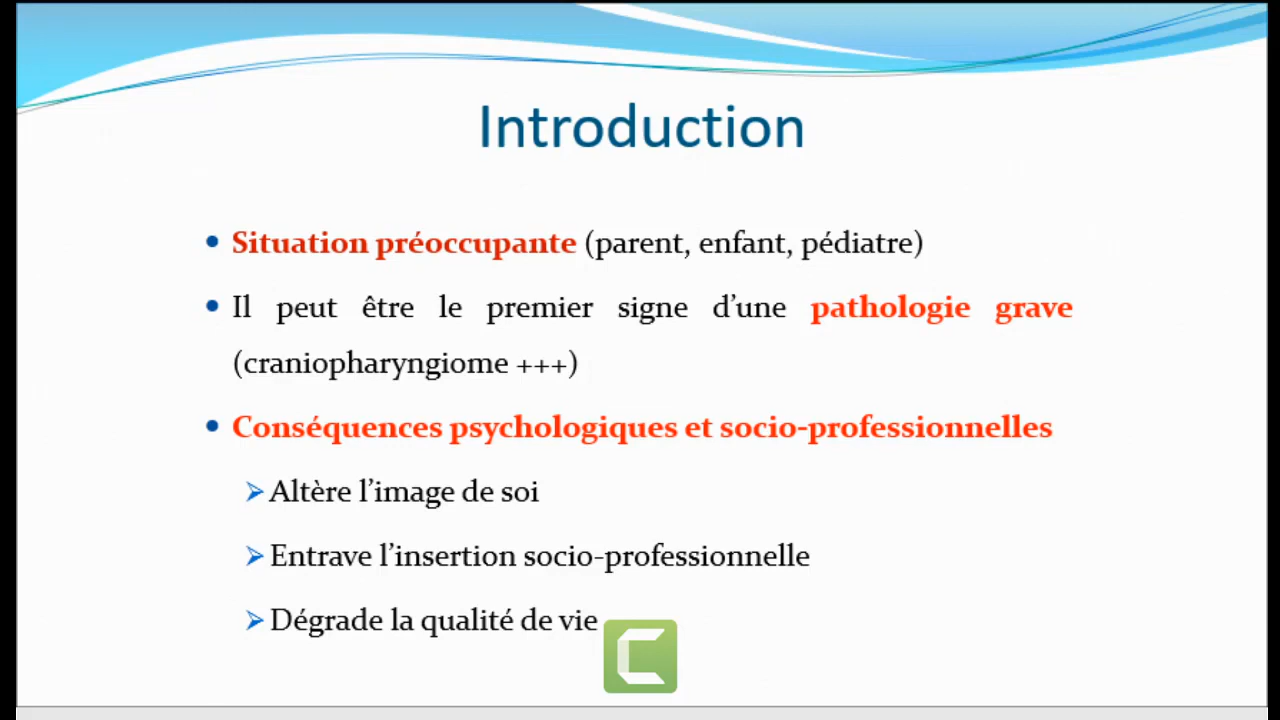 Introduction
• Situation préoccupante (parent, enfant, pédiatre)
• Il peut être le premier signe d’une pathologie grave
(craniopharyngiome +++)
• Conséquences psychologiques et socio-professionnelles
➢ Altère l’image de soi
➢ Entrave l’insertion socio-professionnelle
➢ Dégrade la qualité de vie